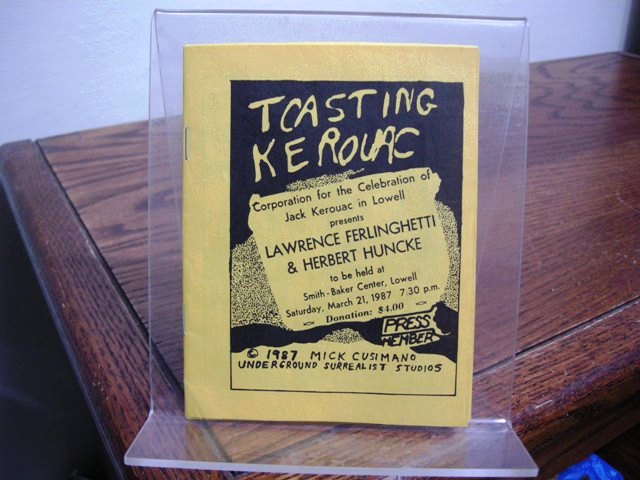 TOASTING
KEROUAC
Corporation for the Celebration of
Jack Kerouac in Lowell
presents
LAWRENCE FERLINGHETTI
& HERBERT HUNCKE
to be held at
Smith-Baker Center, Lowell
Saturday, March 21, 1987 7.30 p.m.
Donation: $4.00
PRESS
MEMBER
© 1987 MICK CUSIMANO
UNDERGROUND SURREALIST STUDIOS